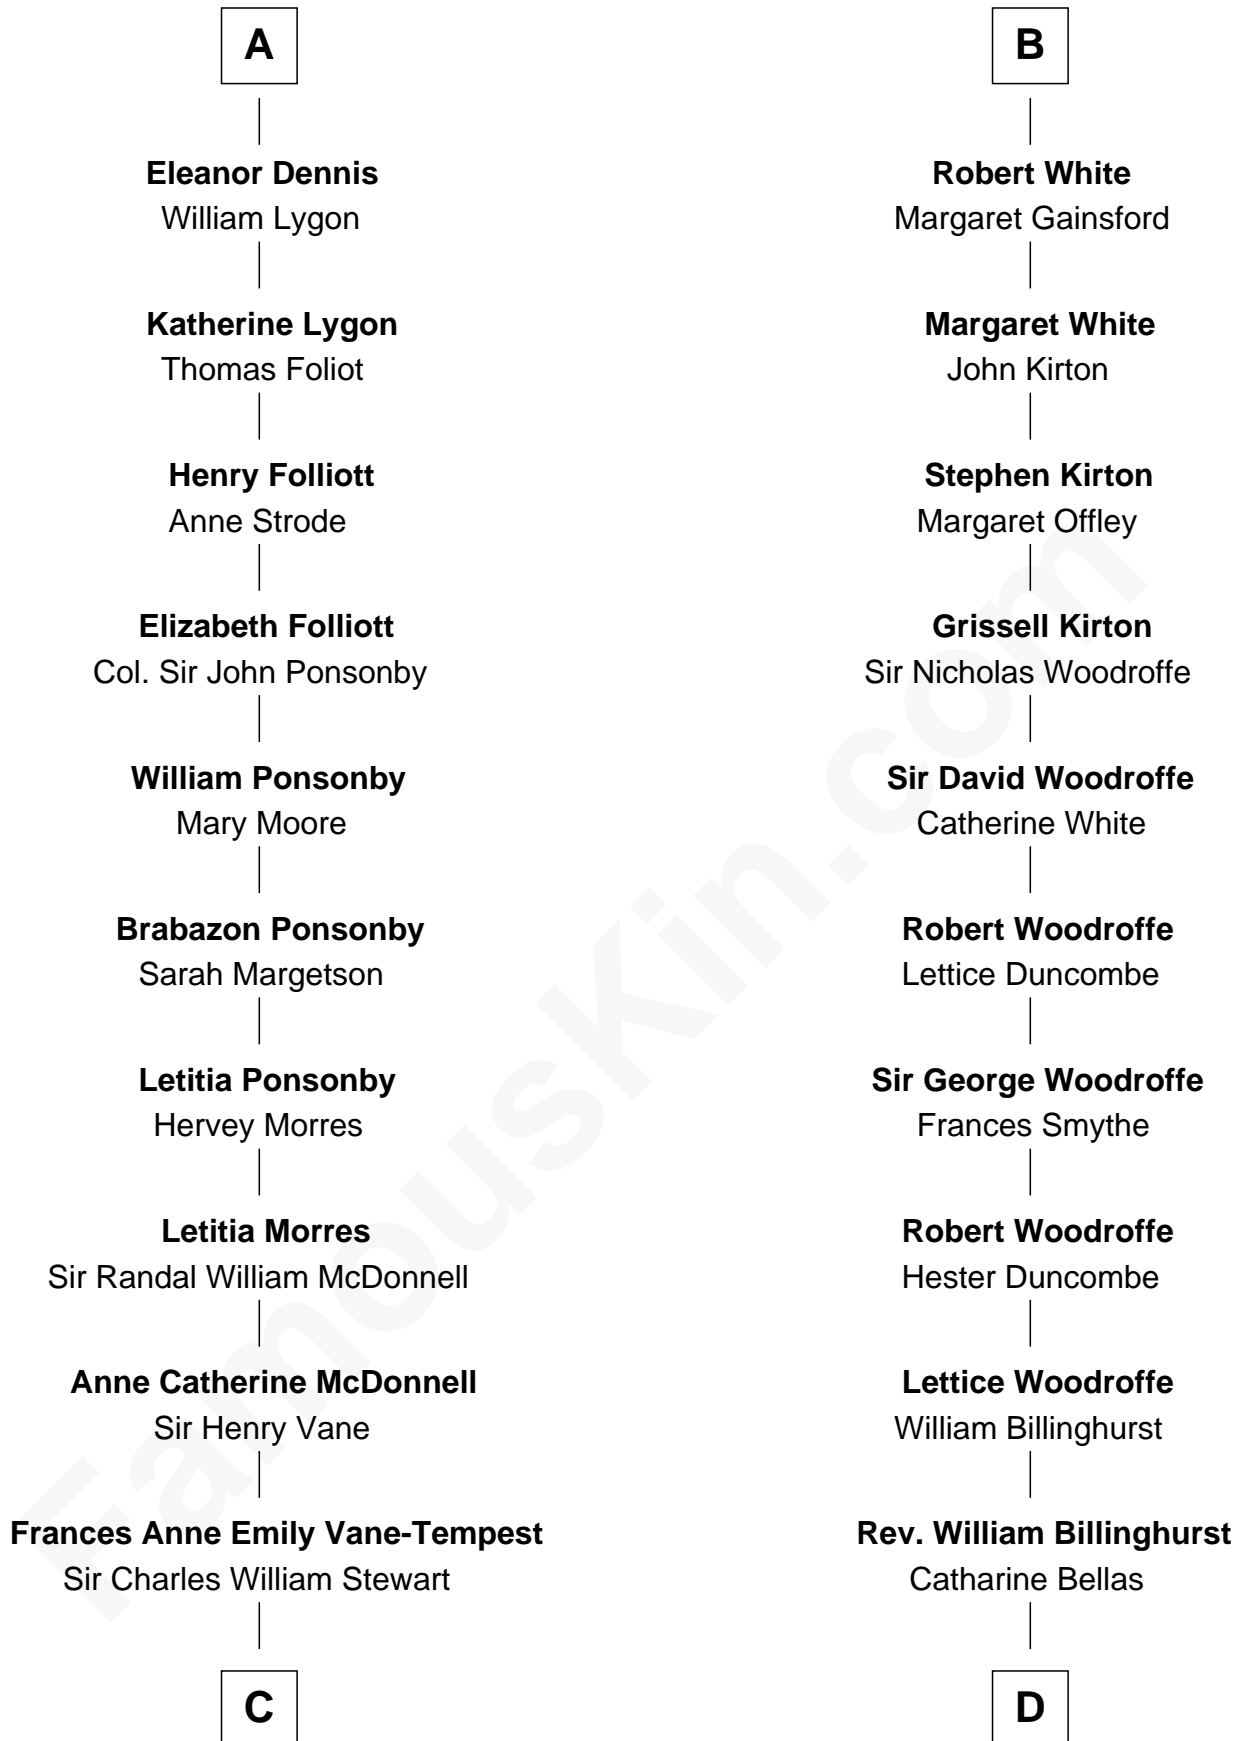 A
Eleanor Dennis
William Lygon
Katherine Lygon
Thomas Foliot
Henry Folliott
Anne Strode
Elizabeth Folliott
Col. Sir John Ponsonby
William Ponsonby
Mary Moore
Brabazon Ponsonby
Sarah Margetson
Letitia Ponsonby
Hervey Morres
Letitia Morres
Sir Randal William McDonnell
Anne Catherine McDonnell
Sir Henry Vane
Frances Anne Emily Vane-Tempest
Sir Charles William Stewart
C
B
Robert White
Margaret Gainsford
Margaret White
John Kirton
Stephen Kirton
Margaret Offley
Grissell Kirton
Sir Nicholas Woodroffe
Sir David Woodroffe
Catherine White
Robert Woodroffe
Lettice Duncombe
Sir George Woodroffe
Frances Smythe
Robert Woodroffe
Hester Duncombe
Lettice Woodroffe
William Billinghurst
Rev. William Billinghurst
Catharine Bellas
D
FamousKin.com